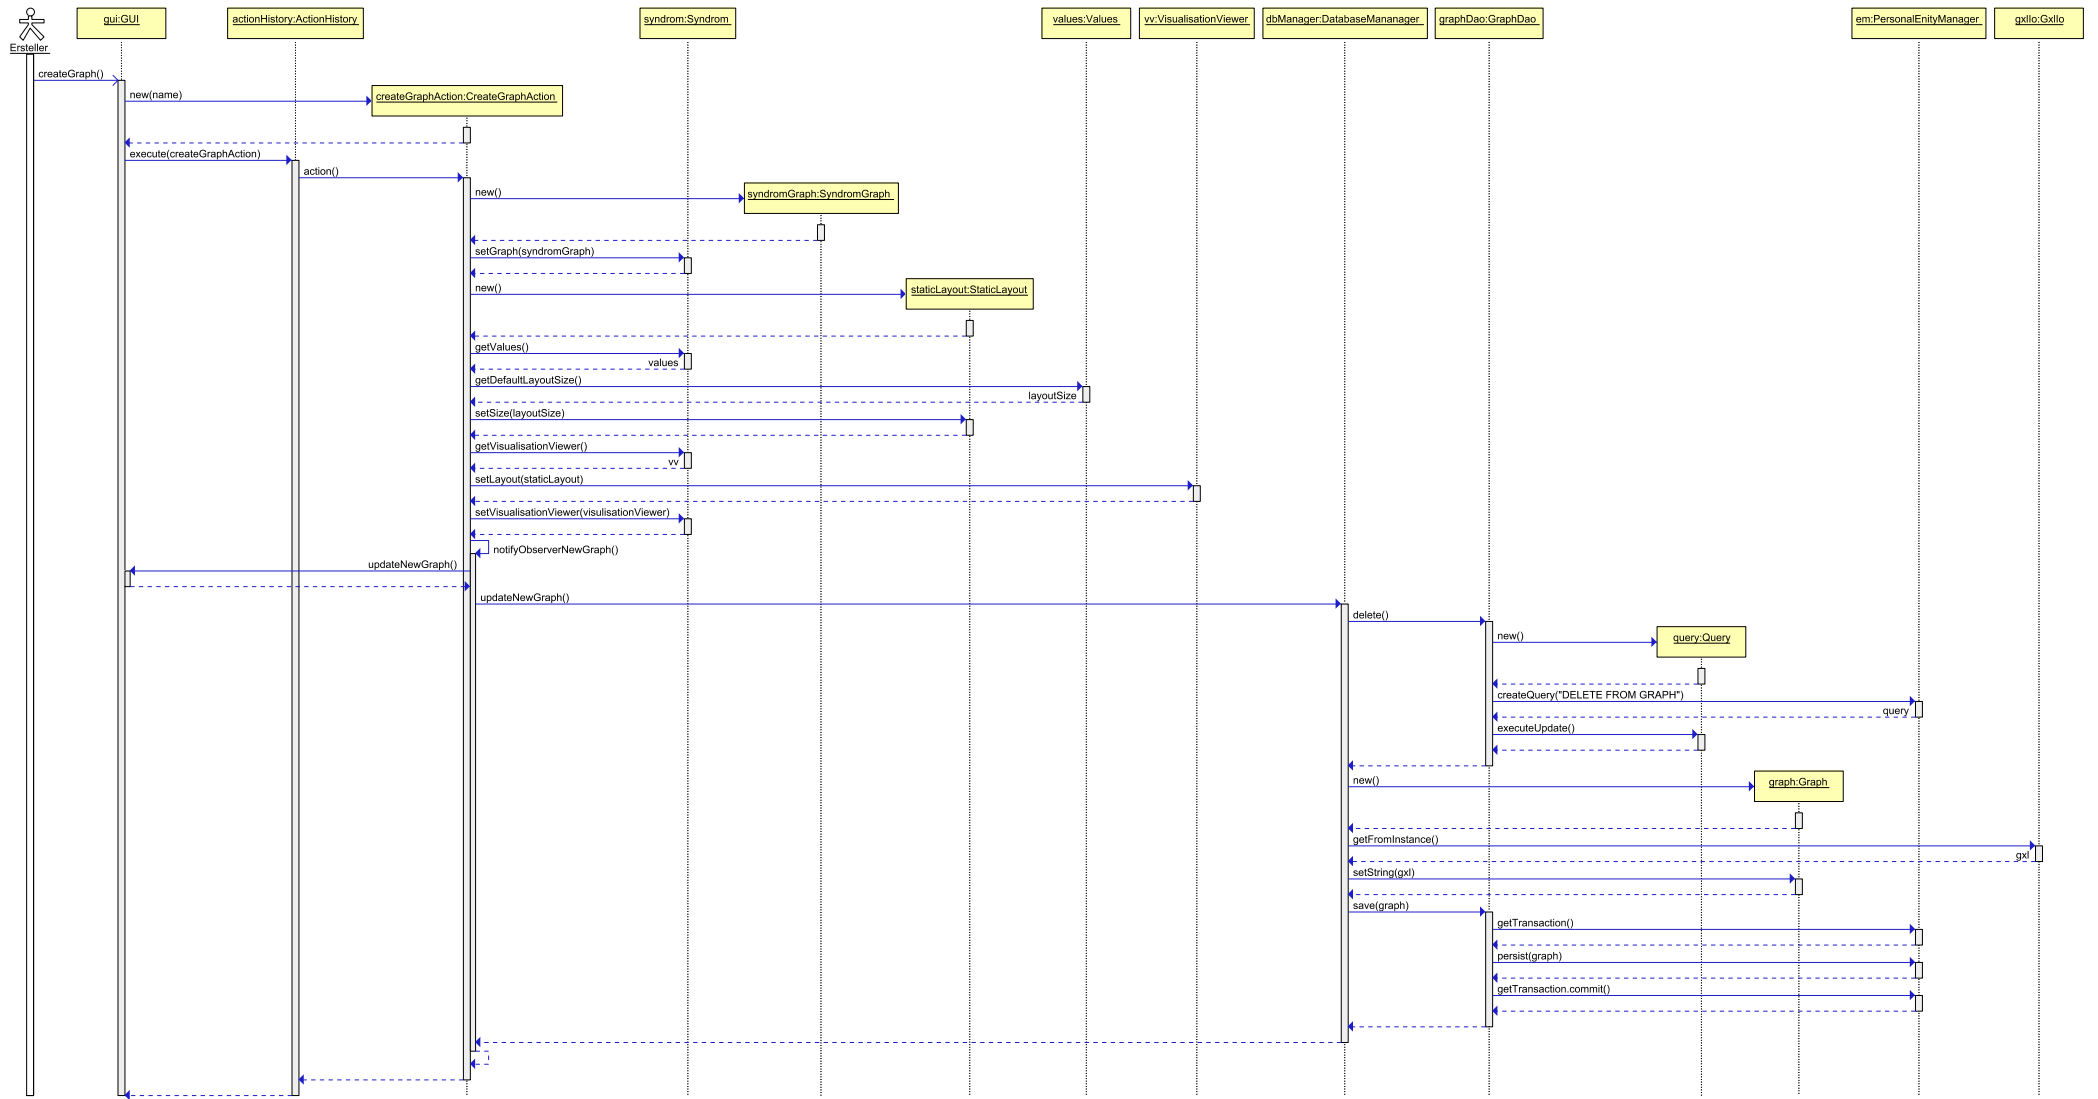 gui:GUI
actionHistory:ActionHistory
syndrom:Syndrom
values:Values
vv:VisualisationViewer
dbManager:DatabaseMananager
graphDao:GraphDao
em:PersonalEnityManager
gxlIo:GxlIo
Ersteller
createGraph()
new(name)
createGraphAction:CreateGraphAction
execute(createGraphAction)
action()
new()
syndromGraph:SyndromGraph
setGraph(syndromGraph)
new()
staticLayout:StaticLayout
getValues()
values
getDefaultLayoutSize()
layoutSize
setSize(layoutSize)
getVisualisationViewer()
vv
setLayout(staticLayout)
setVisualisationViewer(visulisationViewer)
notifyObserverNewGraph()
updateNewGraph()
updateNewGraph()
delete()
new()
query:Query
createQuery("DELETE FROM GRAPH")
query
executeUpdate()
new()
graph:Graph
getFromInstance()
gxl
setString(gxl)
save(graph)
getTransaction()
persist(graph)
getTransaction.commit()